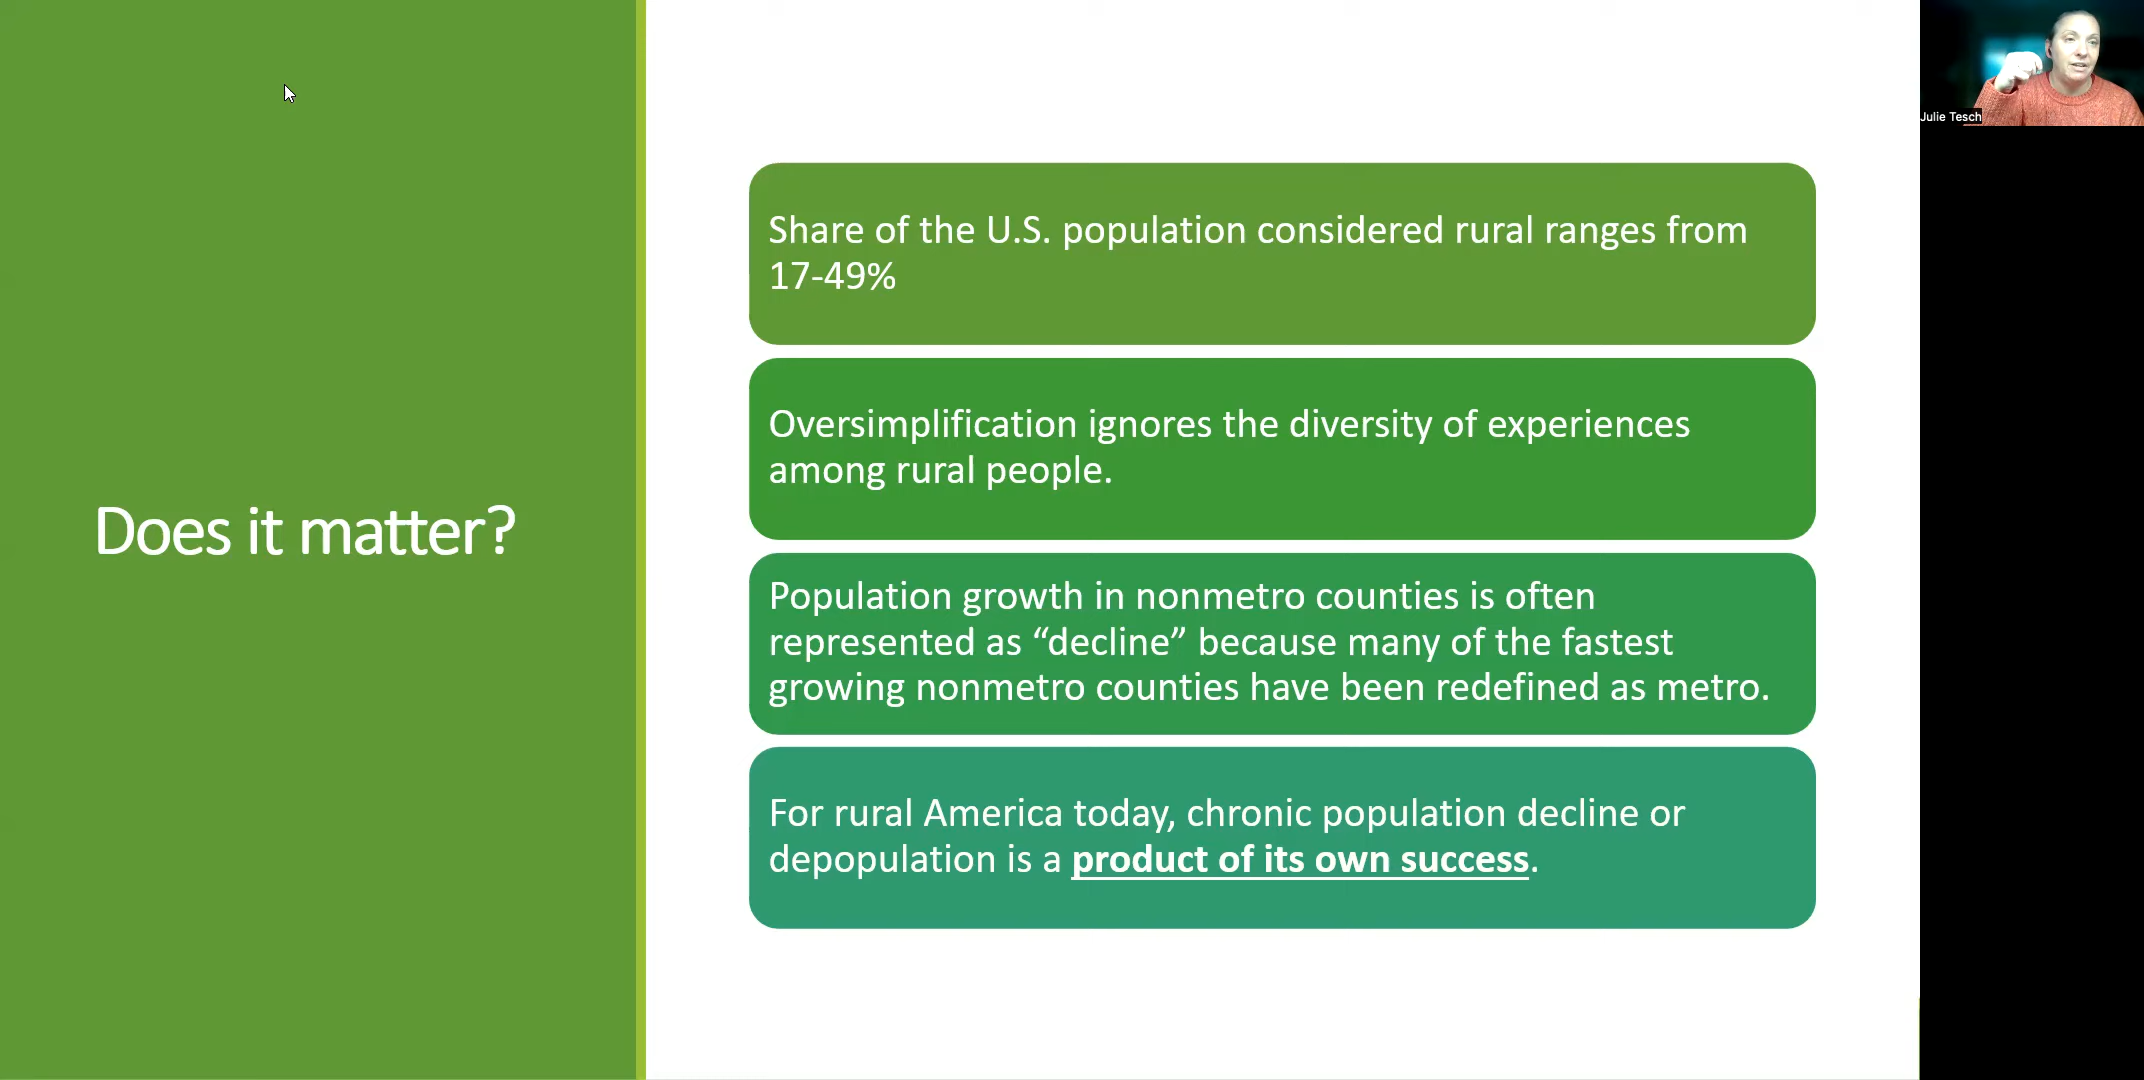 Does it matter?
Share of the U.S. population considered rural ranges from
17-49%
Oversimplification ignores the diversity of experiences
among rural people.
Population growth in nonmetro counties is often
represented as “decline” because many of the fastest
growing nonmetro counties have been redefined as metro.
For rural America today, chronic population decline or
depopulation is a product of its own success.
Julie Tesch